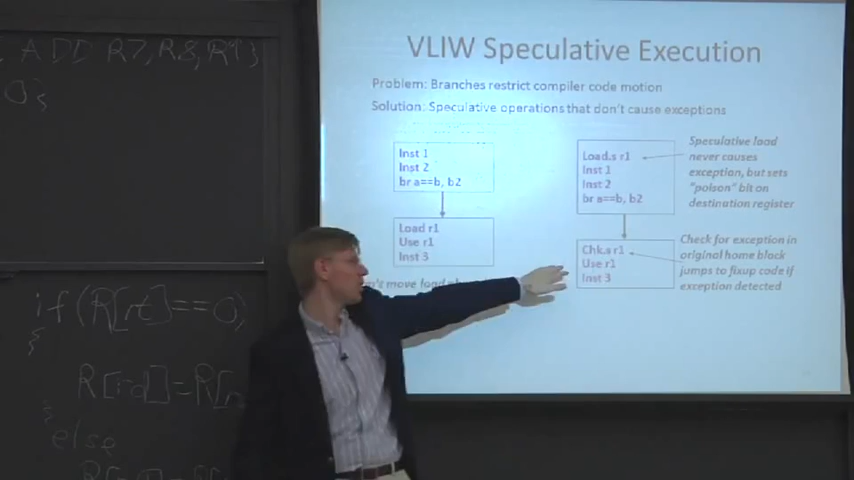 ADD R7, R8, R9}
VLIW Speculative Execution
Problem: Branches restrict compiler code motion
Solution: Speculative operations that don't cause exceptions
Inst 1
Inst 2
br a==b, b2
Load r1
Use r1
Inst 3
Load.s r1
Inst 1
Inst 2
br a==b, b2
Chk.s r1
Use r1
Inst 3
Speculative load
never causes
exception, but sets
"poison" bit on
destination register
Check for exception in
original home block
jumps to fixup code if
exception detected
move load
if(R[rt]==0)
{
R[rd]=R[
else